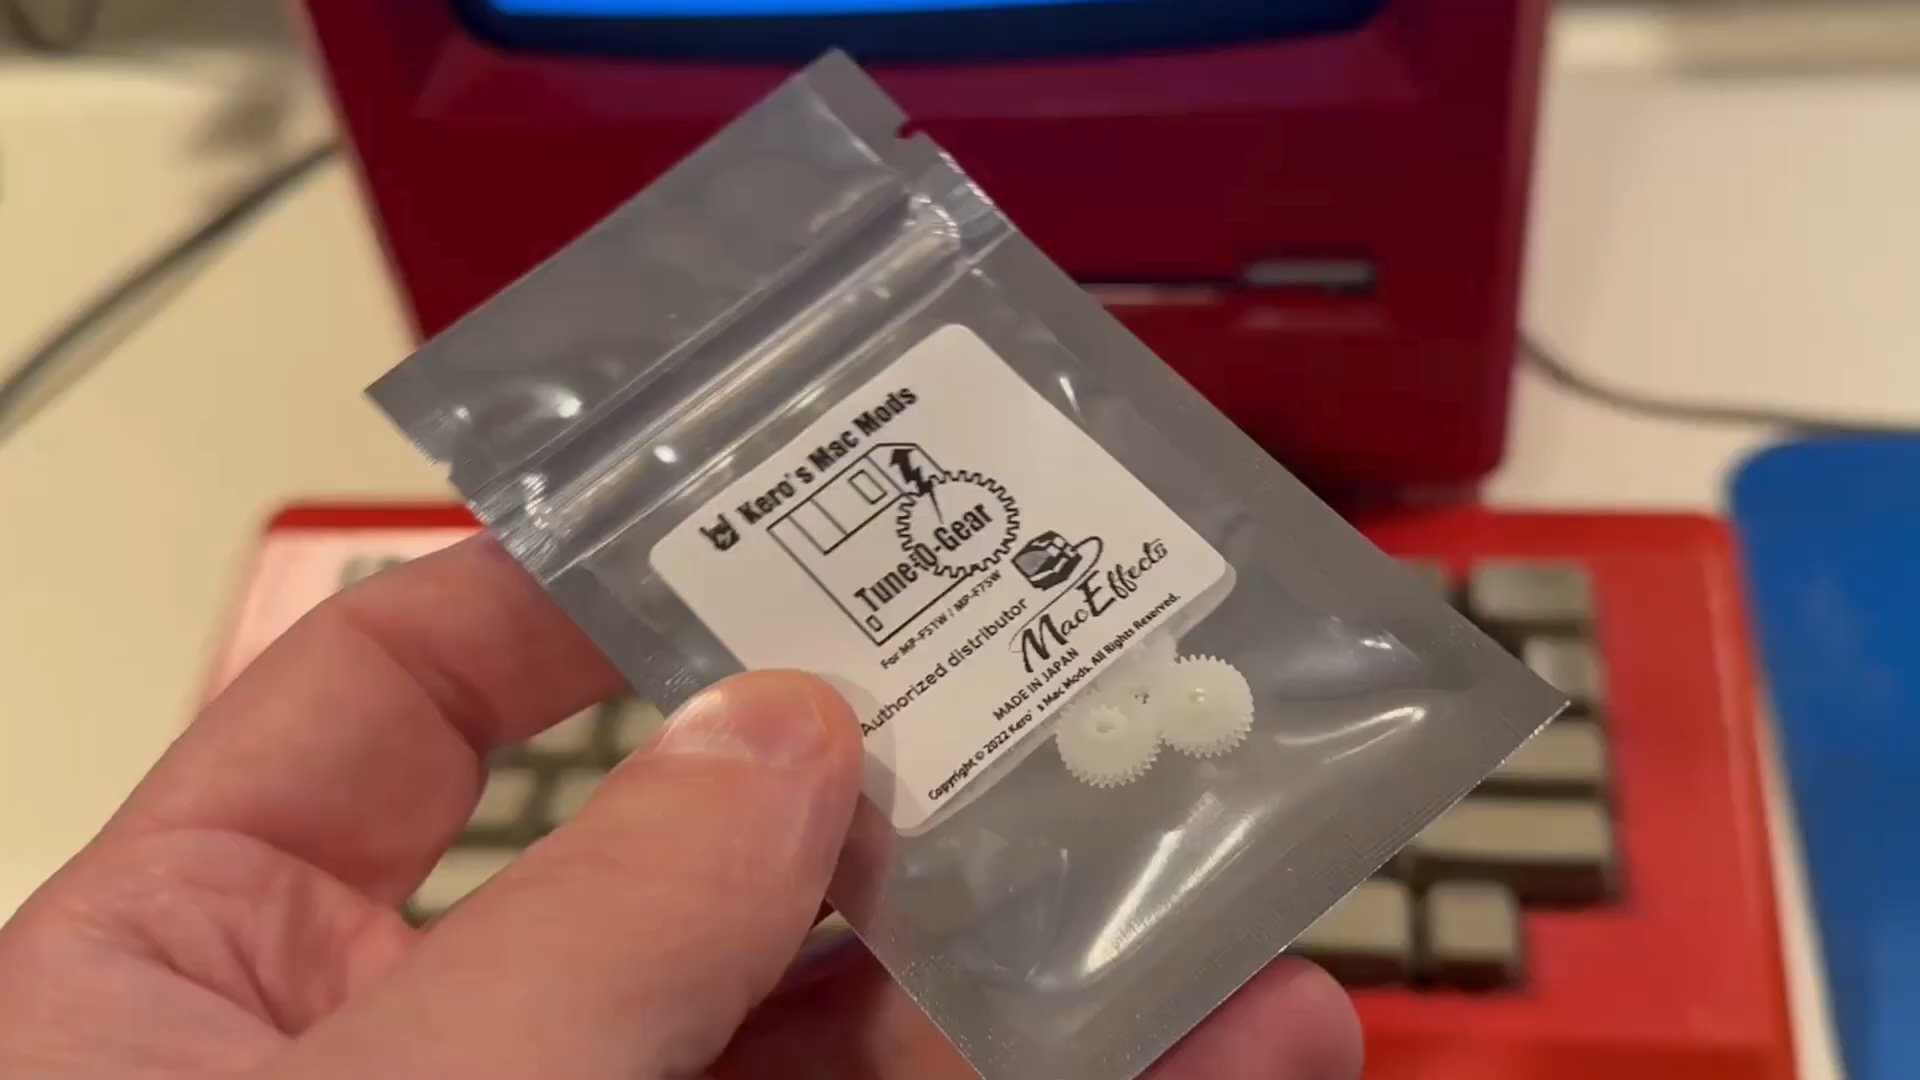 Kero's Mac Mods
Tune-O-Gear
For MP-F51W / MP-F75W
Authorized distributor
MacEffects
MADE IN JAPAN
Copyright © 2022 Kero's Mac Mods. All Rights Reserved.